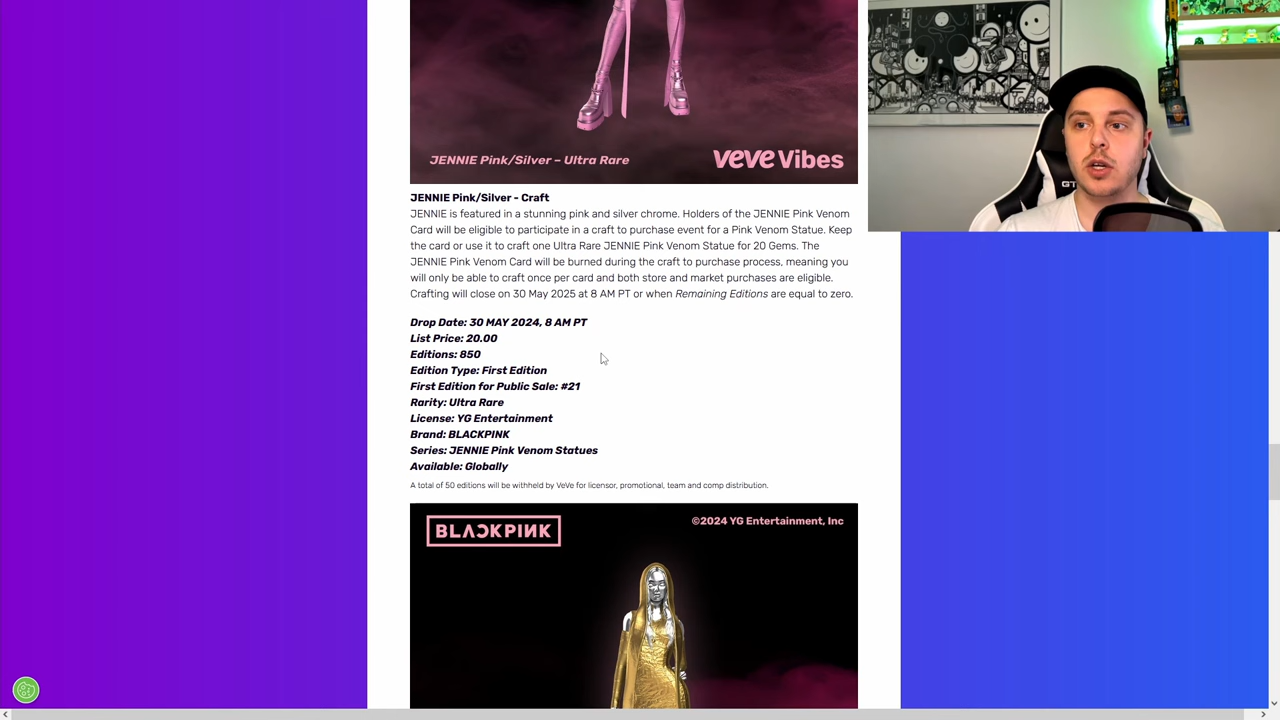 JENNIE Pink/Silver – Ultra Rare
veve Vibes
JENNIE Pink/Silver - Craft
JENNIE is featured in a stunning pink and silver chrome. Holders of the JENNIE Pink Venom
Card will be eligible to participate in a craft to purchase event for a Pink Venom Statue. Keep
the card or use it to craft one Ultra Rare JENNIE Pink Venom Statue for 20 Gems. The
JENNIE Pink Venom Card will be burned during the craft to purchase process, meaning you
will only be able to craft once per card and both store and market purchases are eligible.
Crafting will close on 30 May 2025 at 8 AM PT or when Remaining Editions are equal to zero.
Drop Date: 30 MAY 2024, 8 AM PT
List Price: 20.00
Editions: 850
Edition Type: First Edition
First Edition for Public Sale: #21
Rarity: Ultra Rare
License: YG Entertainment
Brand: BLACKPINK
Series: JENNIE Pink Venom Statues
Available: Globally
A total of 50 editions will be withheld by VeVe for licensor, promotional, team and comp distribution.
BLACKPINK
©2024 YG Entertainment, Inc
GT